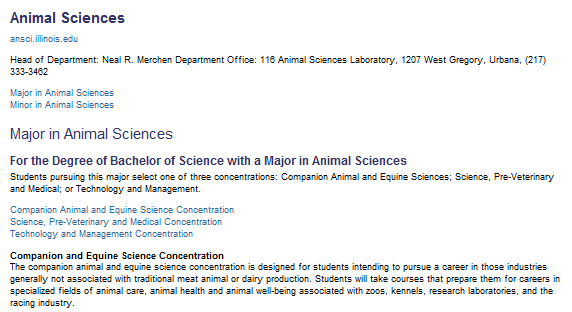 Animal Sciences
ansci.illinois.edu
Head of Department: Neal R. Merchen Department Office: 116 Animal Sciences Laboratory, 1207 West Gregory, Urbana, (217)
333-3462
Major in Animal Sciences
Minor in Animal Sciences
Major in Animal Sciences
For the Degree of Bachelor of Science with a Major in Animal Sciences
Students pursuing this major select one of three concentrations: Companion Animal and Equine Sciences; Science, Pre-Veterinary
and Medical; or Technology and Management.
Companion Animal and Equine Science Concentration
Science, Pre-Veterinary and Medical Concentration
Technology and Management Concentration
Companion and Equine Science Concentration
The companion animal and equine science concentration is designed for students intending to pursue a career in those industries
generally not associated with traditional meat animal or dairy production. Students will take courses that prepare them for careers in
specialized fields of animal care, animal health and animal well-being associated with zoos, kennels, research laboratories, and the
racing industry.